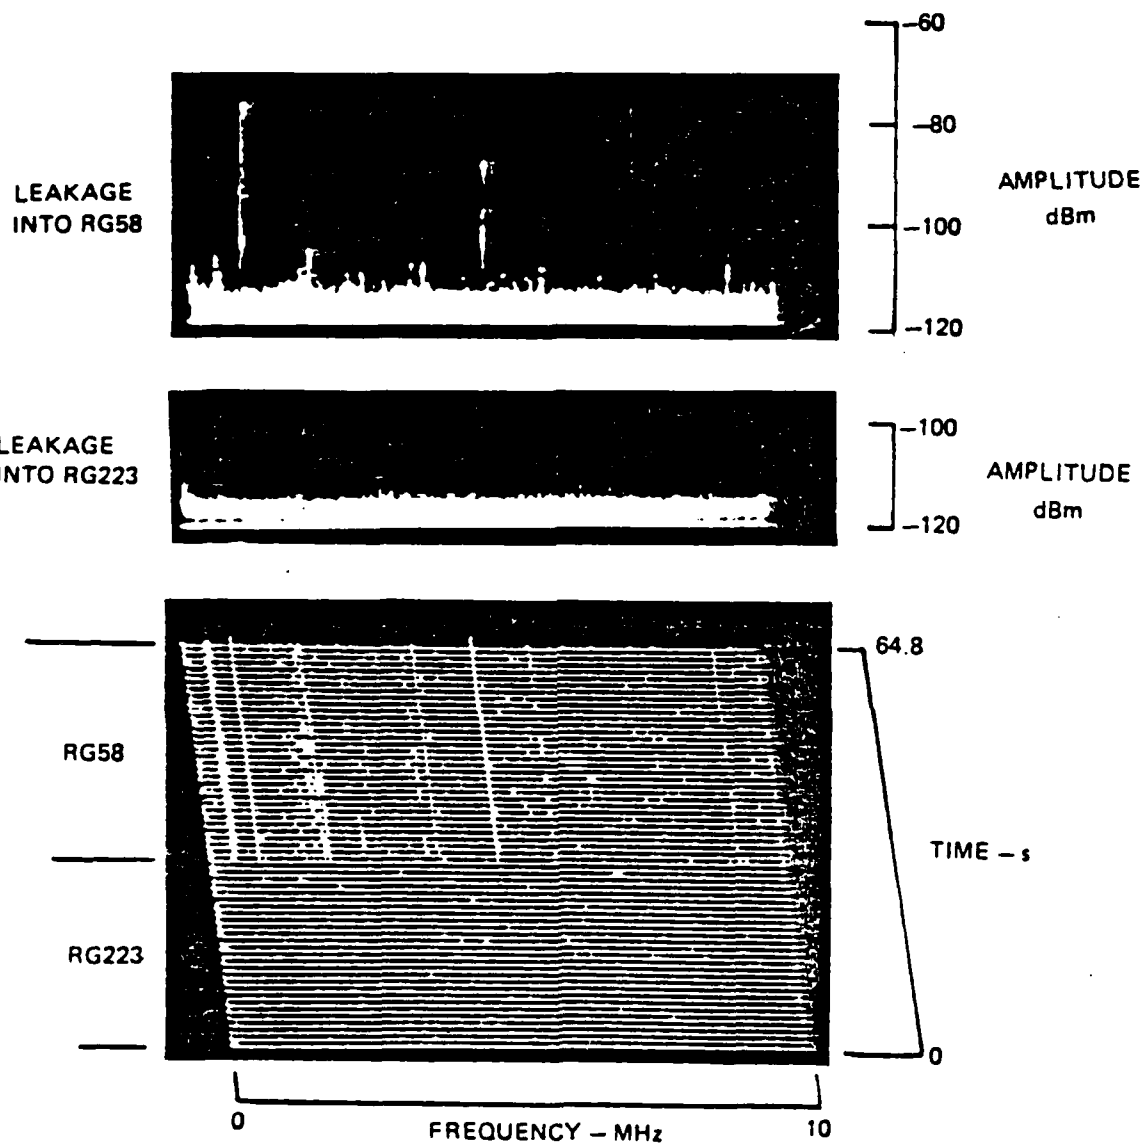 −60
−80
−100
−120
LEAKAGE
INTO RG58
AMPLITUDE
dBm
−100
−120
LEAKAGE
INTO RG223
AMPLITUDE
dBm
64.8
RG58
TIME – s
RG223
0
0
10
FREQUENCY – MHz